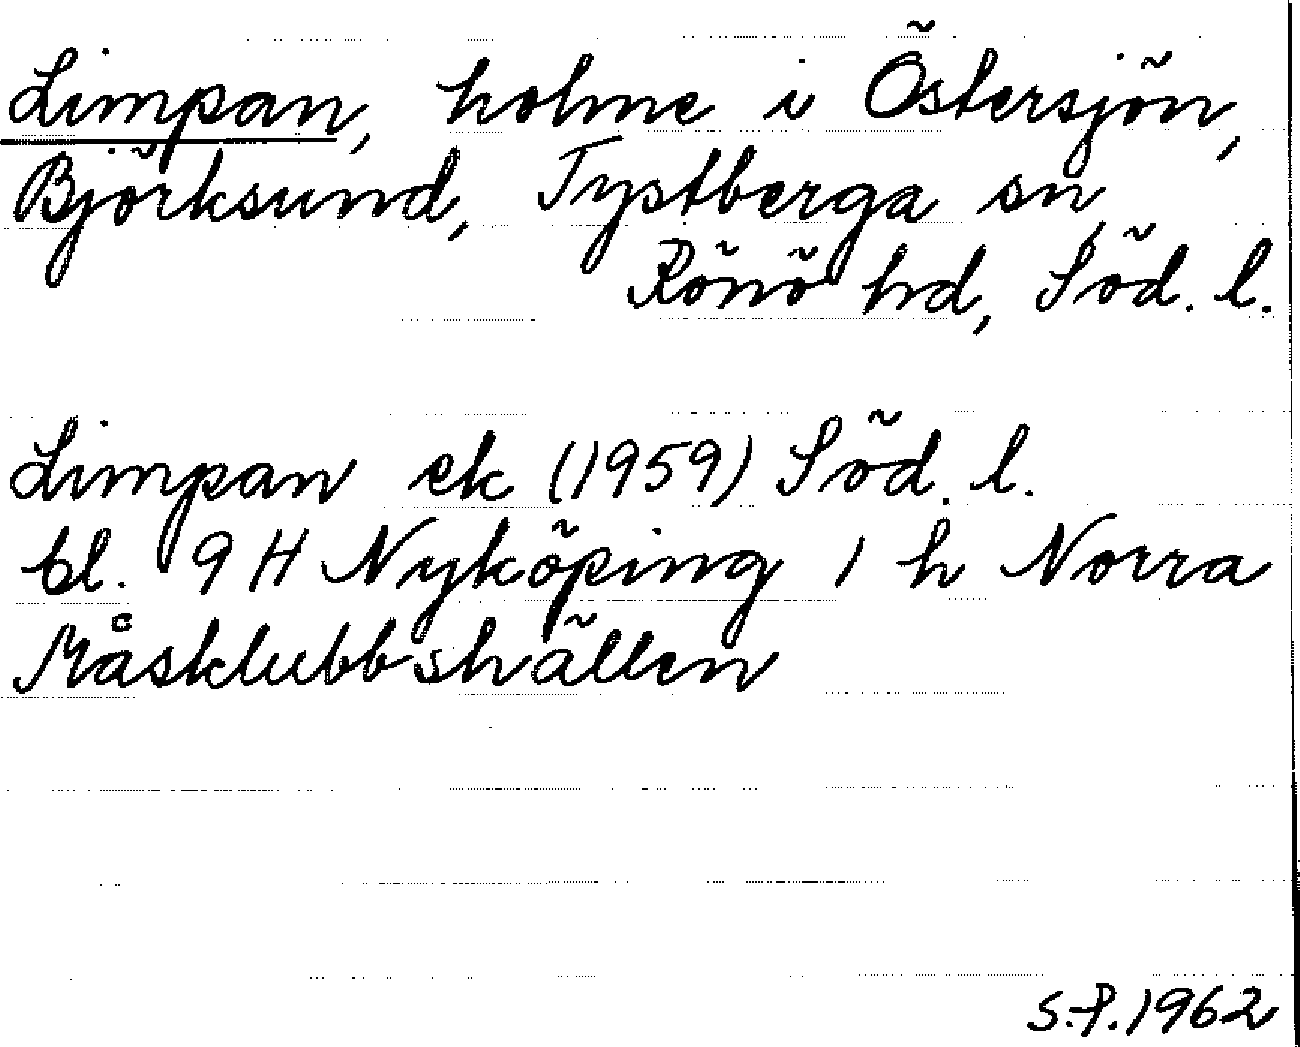 Limpan, holme i Östersjön,
Björksund, Tystberga sn
Rönö hd, Söd. l.
Limpan ek (1959) Söd. l.
bl. 9 H Nyköping 1 h Norra
Måsklubbshällen
S.P. 1962